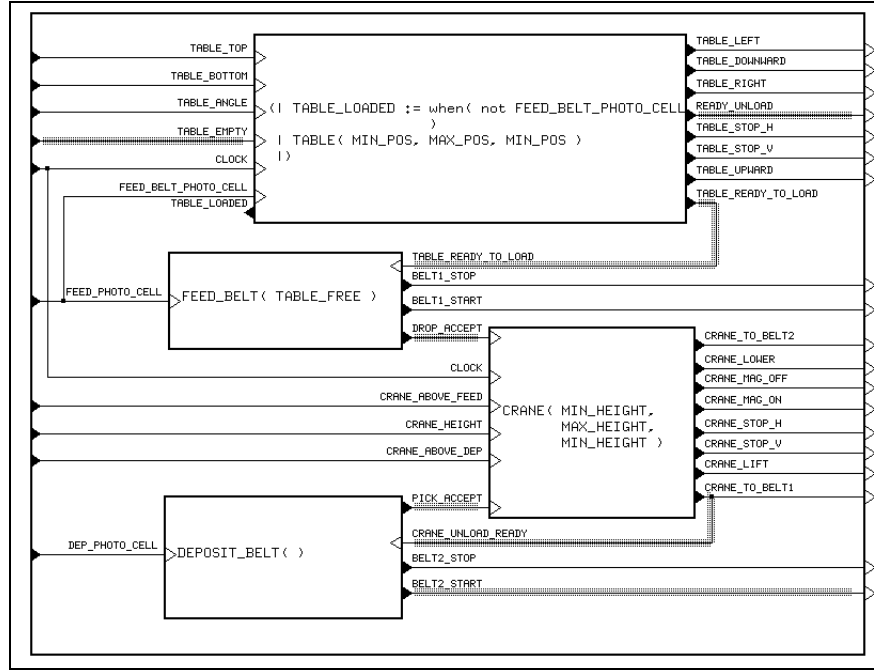 TABLE_TOP
TABLE_BOTTOM
TABLE_ANGLE
TABLE_EMPTY
CLOCK
FEED_BELT_PHOTO_CELL
TABLE_LOADED
(| TABLE_LOADED := when( not FEED_BELT_PHOTO_CELL
)
| TABLE( MIN_POS, MAX_POS, MIN_POS )
|)
TABLE_LEFT
TABLE_DOWNWARD
TABLE_RIGHT
READY_UNLOAD
TABLE_STOP_H
TABLE_STOP_V
TABLE_UPWARD
TABLE_READY_TO_LOAD
FEED_PHOTO_CELL
FEED_BELT( TABLE_FREE )
TABLE_READY_TO_LOAD
BELT1_STOP
BELT1_START
DROP_ACCEPT
CLOCK
CRANE_ABOVE_FEED
CRANE_HEIGHT
CRANE_ABOVE_DEP
CRANE( MIN_HEIGHT,
MAX_HEIGHT,
MIN_HEIGHT )
CRANE_TO_BELT2
CRANE_LOWER
CRANE_MAG_OFF
CRANE_MAG_ON
CRANE_STOP_H
CRANE_STOP_V
CRANE_LIFT
CRANE_TO_BELT1
PICK_ACCEPT
CRANE_UNLOAD_READY
DEP_PHOTO_CELL
DEPOSIT_BELT( )
BELT2_STOP
BELT2_START